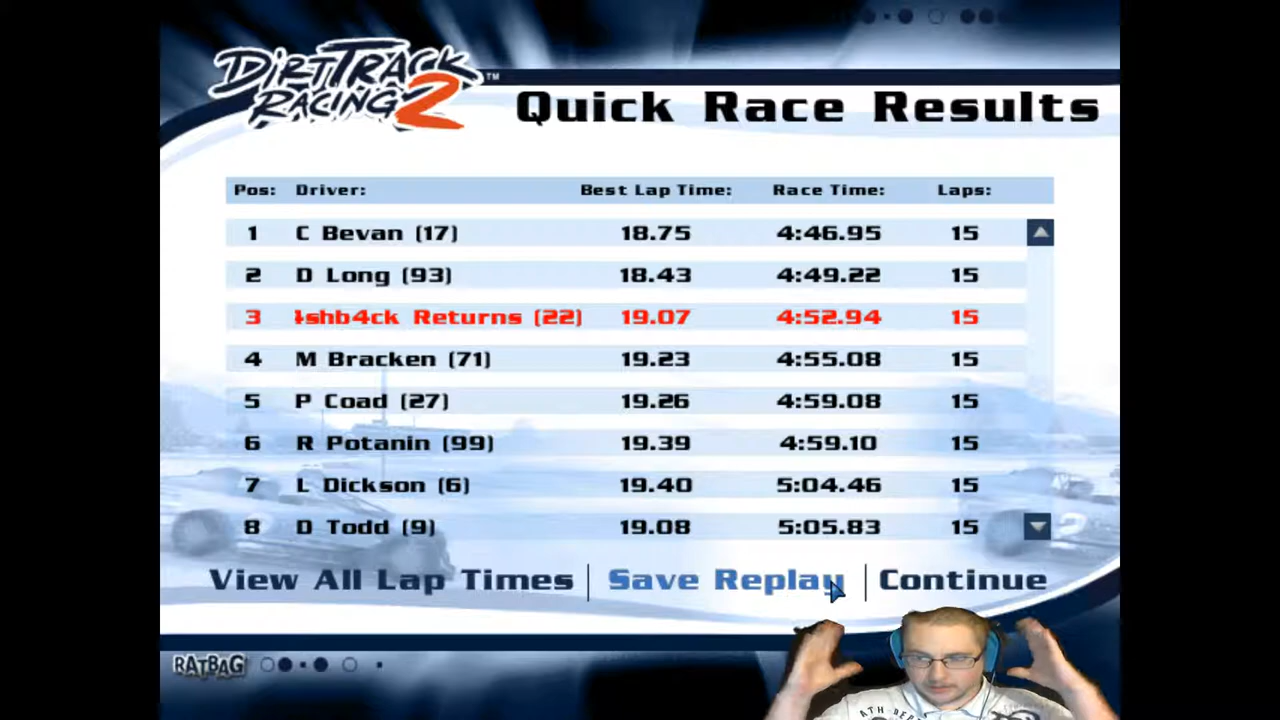 DiRTTRACK RACING 2 ™
Quick Race Results
Pos: Driver: Best Lap Time: Race Time: Laps:
1 C Bevan (17) 18.75 4:46.95 15
2 D Long (93) 18.43 4:49.22 15
3 shb4ck Returns (22) 19.07 4:52.94 15
4 M Bracken (71) 19.23 4:55.08 15
5 P Coad (27) 19.26 4:59.08 15
6 R Potanin (99) 19.39 4:59.10 15
7 L Dickson (6) 19.40 5:04.46 15
8 D Todd (9) 19.08 5:05.83 15
View All Lap Times | Save Replay | Continue
RATBAG